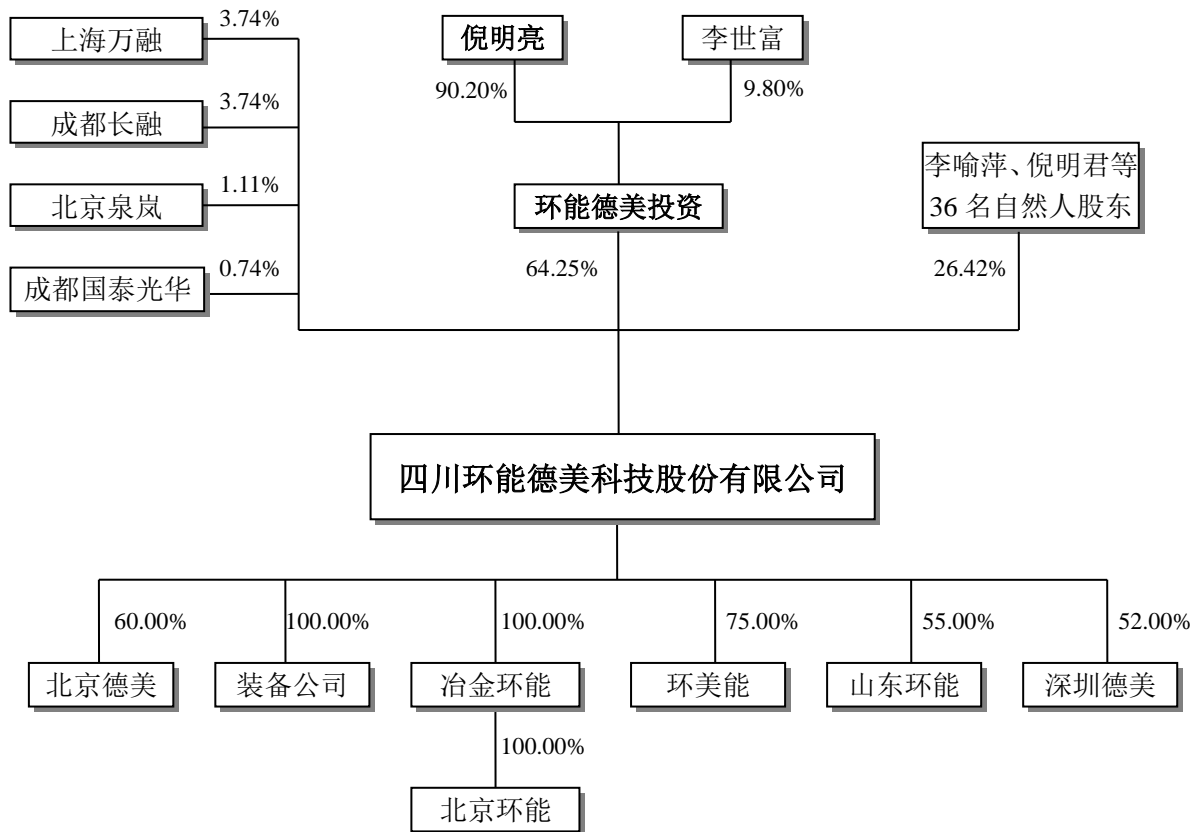 上海万融
3.74%
倪明亮
李世富
90.20%
9.80%
成都长融
3.74%
李喻萍、倪明君等
36 名自然人股东
北京泉岚
1.11%
环能德美投资
成都国泰光华
0.74%
64.25%
26.42%
四川环能德美科技股份有限公司
60.00%
100.00%
100.00%
75.00%
55.00%
52.00%
北京德美
装备公司
冶金环能
环美能
山东环能
深圳德美
100.00%
北京环能